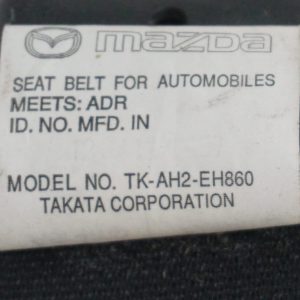 mazda
SEAT BELT FOR AUTOMOBILES
MEETS: ADR
ID. NO. MFD. IN
MODEL NO. TK-AH2-EH860
TAKATA CORPORATION